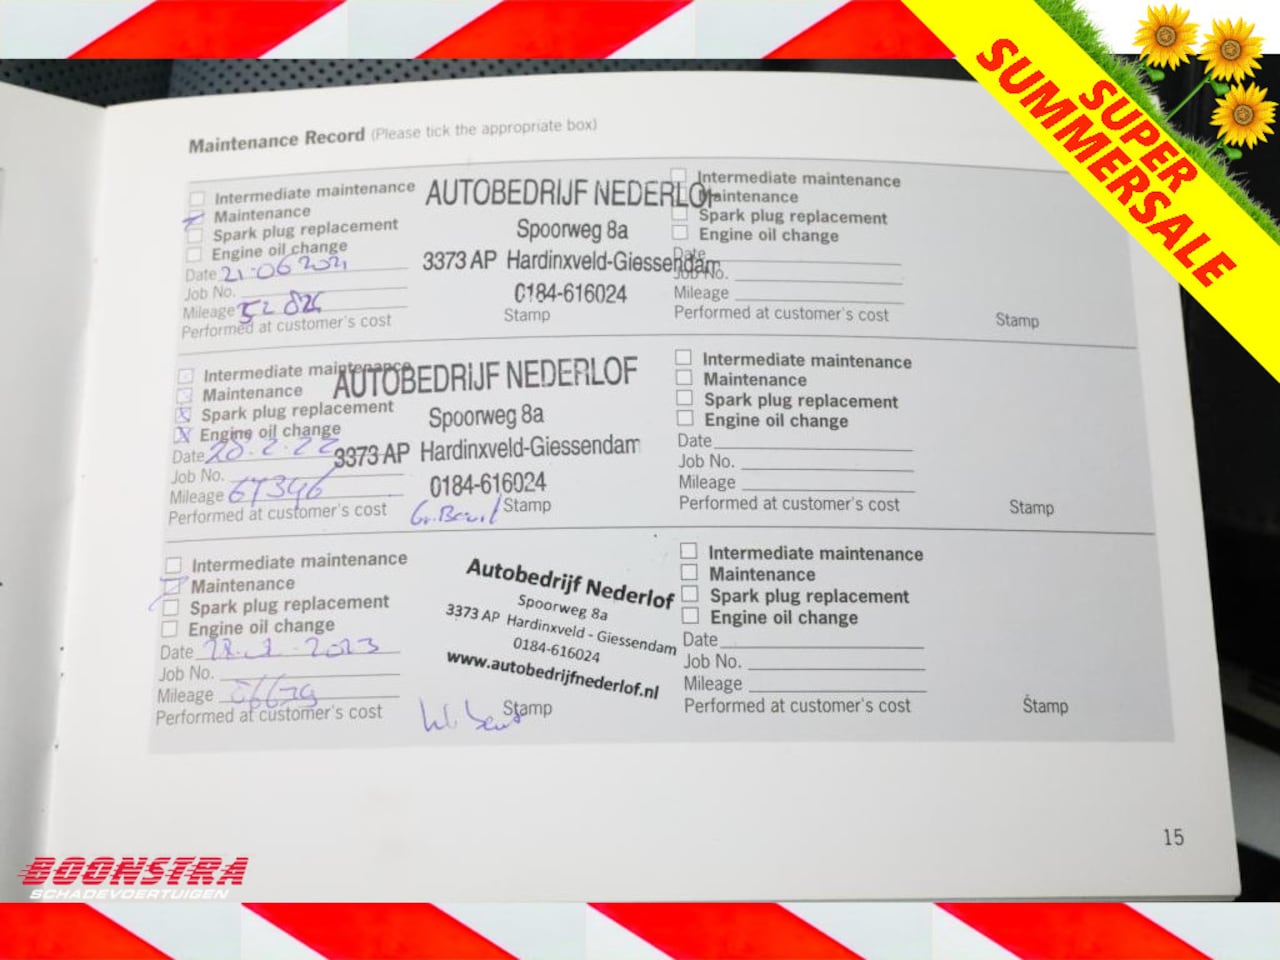 SUPER
SUMMERSALE
Maintenance Record (Please tick the appropriate box)
Intermediate maintenance
Maintenance
Spark plug replacement
Engine oil change
Date 21-06 2021
Job No.
Mileage 52 826
Performed at customer's cost
AUTOBEDRIJF NEDERLOF
Spoorweg 8a
3373 AP Hardinxveld-Giessendam
0184-616024
Stamp
Intermediate maintenance
Maintenance
Spark plug replacement
Engine oil change
Date
Job No.
Mileage
Performed at customer's cost
Stamp
Intermediate maintenance
Maintenance
Spark plug replacement
Engine oil change
Date 20-2-22
Job No.
Mileage 67346
Performed at customer's cost
AUTOBEDRIJF NEDERLOF
Spoorweg 8a
3373 AP Hardinxveld-Giessendam
0184-616024
Stamp
Intermediate maintenance
Maintenance
Spark plug replacement
Engine oil change
Date
Job No.
Mileage
Performed at customer's cost
Stamp
Intermediate maintenance
Maintenance
Spark plug replacement
Engine oil change
Date
Job No.
Mileage
Performed at customer's cost
Autobedrijf Nederlof
Spoorweg 8a
3373 AP Hardinxveld - Giessendam
0184-616024
www.autobedrijfnederlof.nl
Stamp
Intermediate maintenance
Maintenance
Spark plug replacement
Engine oil change
Date
Job No.
Mileage
Performed at customer's cost
Stamp
15
BOONSTRA
SCHADEVOERTUIGEN